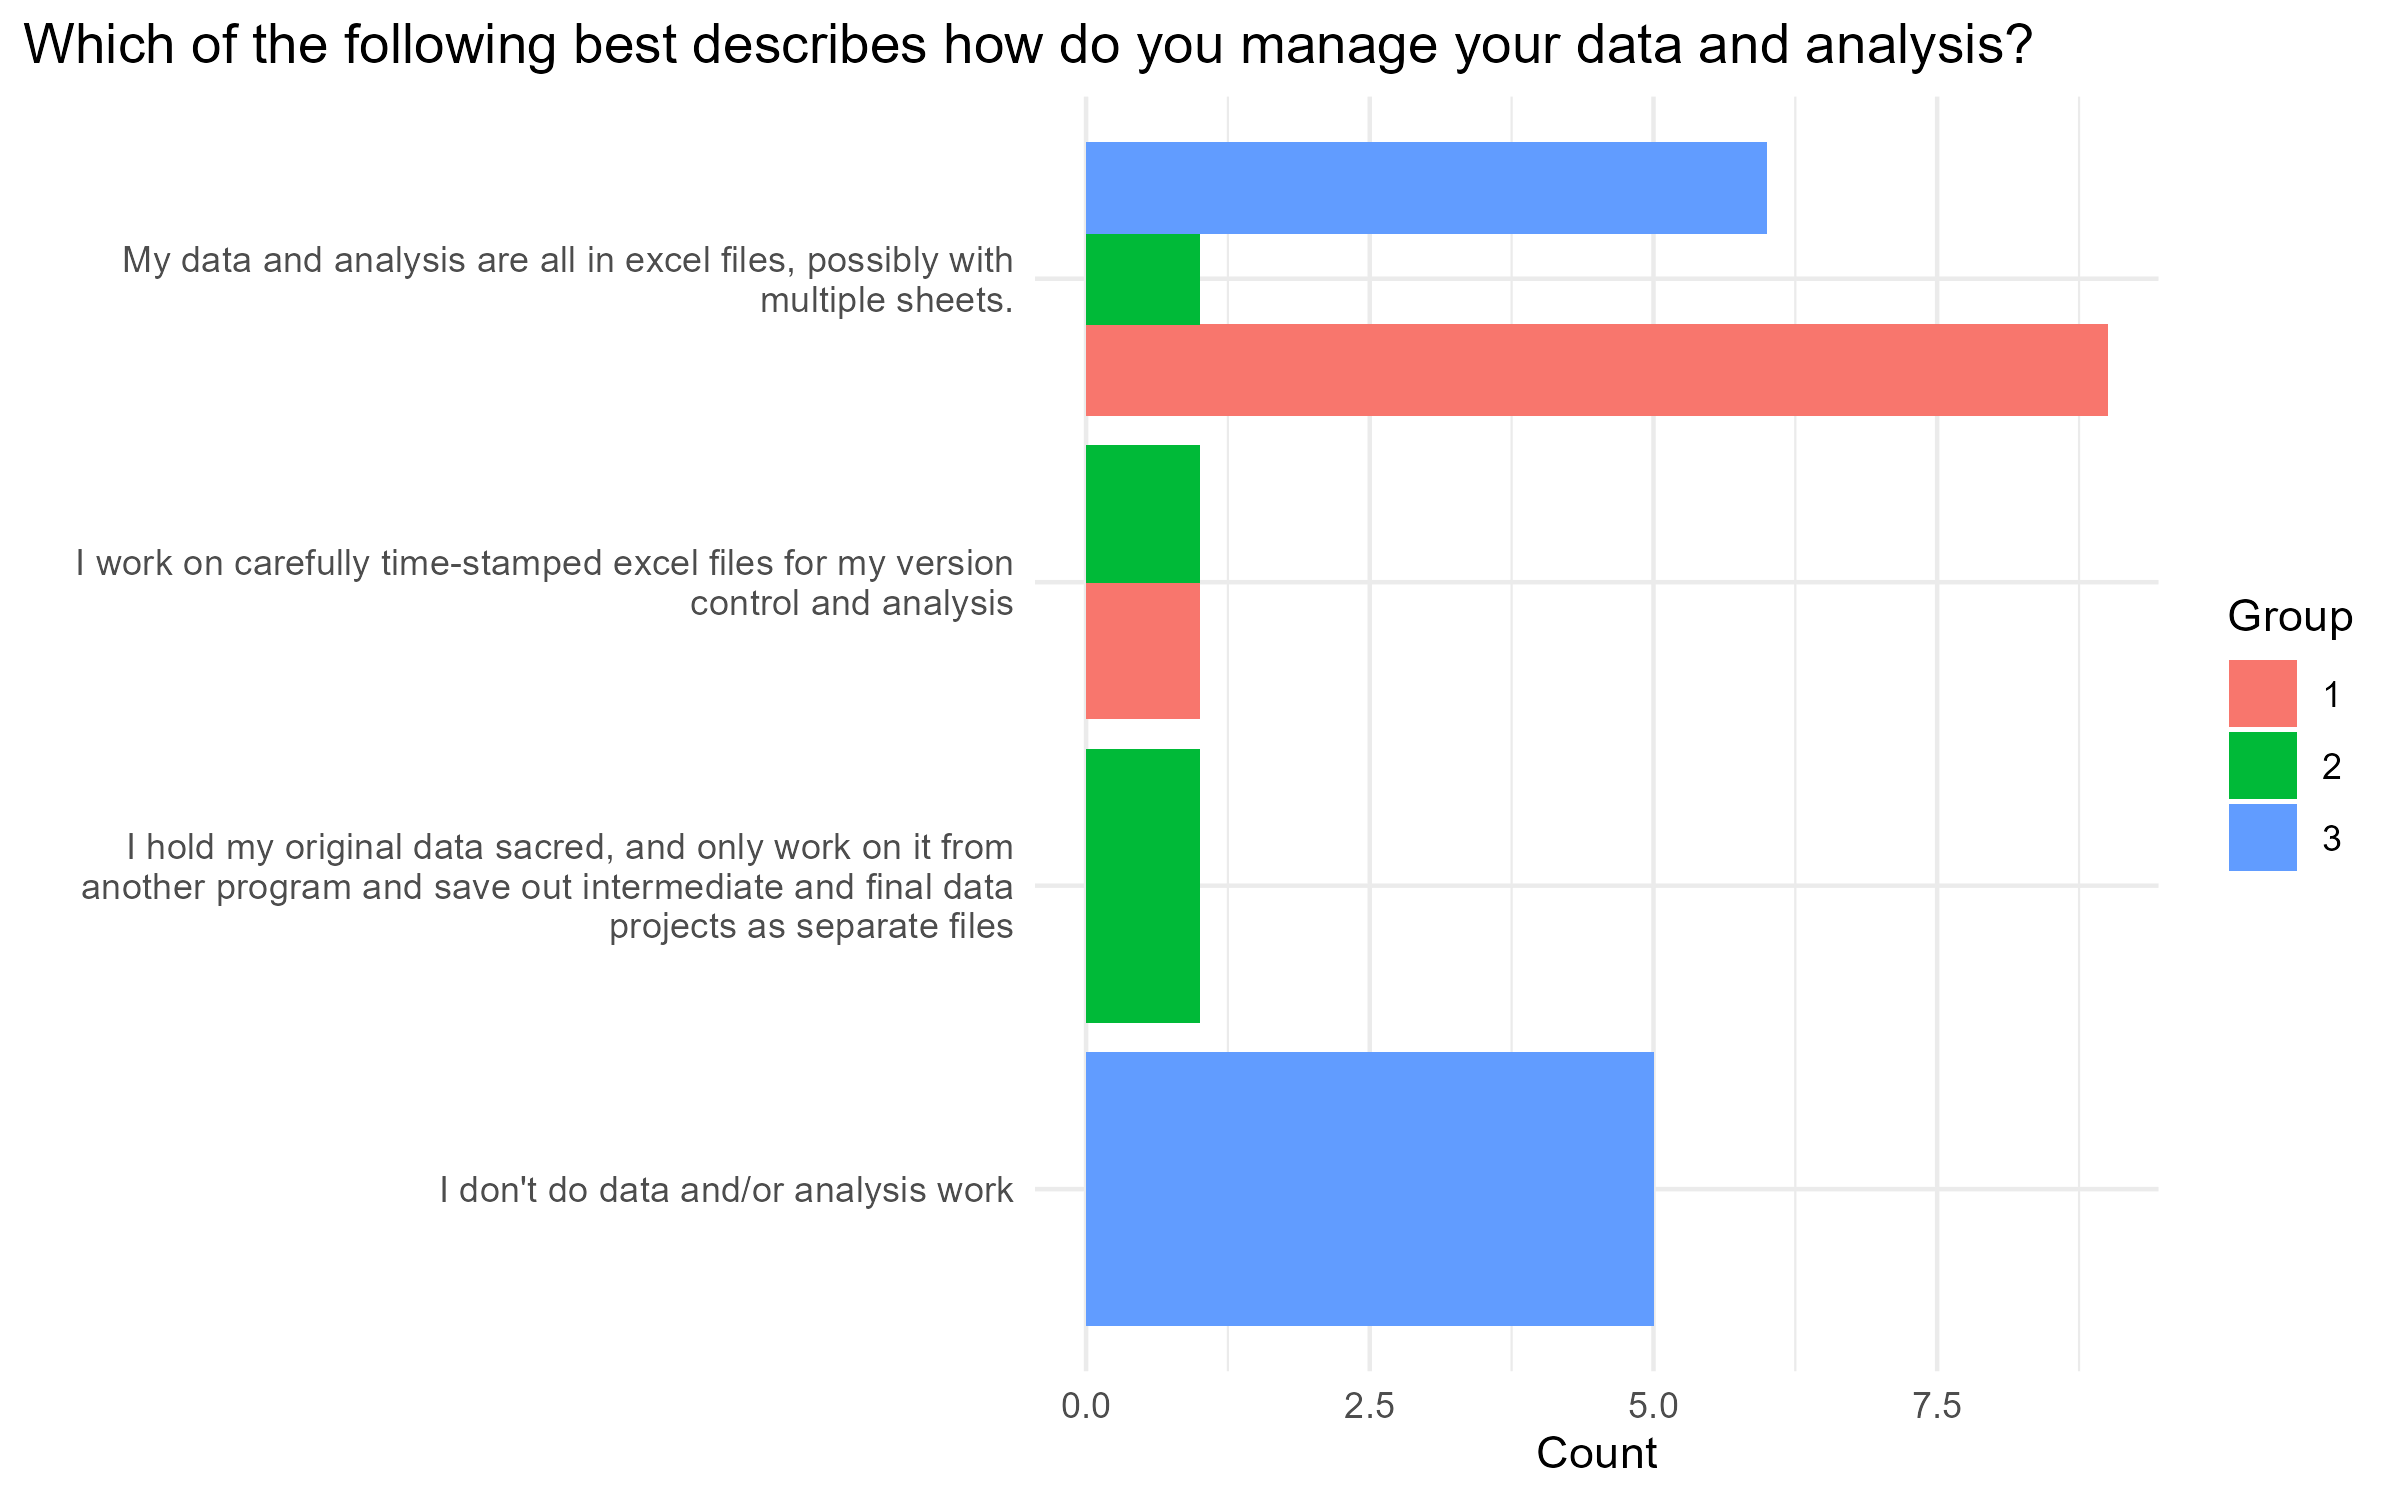 Which of the following best describes how do you manage your data and analysis?
My data and analysis are all in excel files, possibly with
multiple sheets.
I work on carefully time-stamped excel files for my version
control and analysis
I hold my original data sacred, and only work on it from
another program and save out intermediate and final data
projects as separate files
I don't do data and/or analysis work
0.0
2.5
5.0
7.5
Count
Group
1
2
3